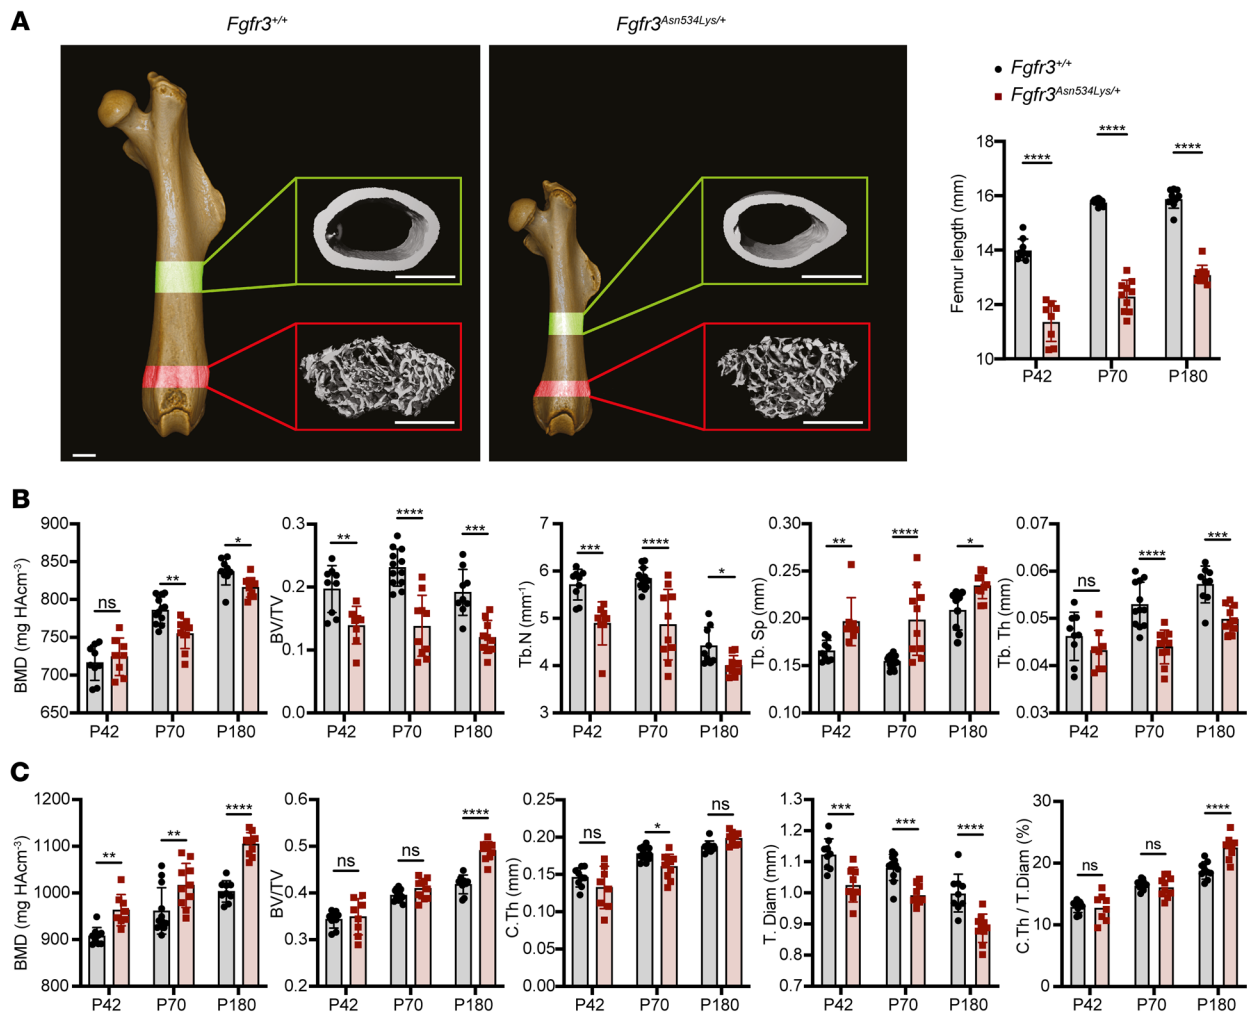 A
Fgfr3+/+
Fgfr3Asn534Lys/+
Fgfr3+/+
Fgfr3Asn534Lys/+
Femur length (mm)
18
16
14
12
10
****
****
****
P42
P70
P180
B
BMD (mg HAcm-3)
900
850
800
750
700
650
ns
**
*
P42
P70
P180
BV/TV
0.3
0.2
0.1
0.0
**
****
***
P42
P70
P180
Tb.N (mm-1)
7
6
5
4
3
***
****
*
P42
P70
P180
Tb. Sp (mm)
0.30
0.25
0.20
0.15
0.10
**
****
*
P42
P70
P180
Tb. Th (mm)
0.07
0.06
0.05
0.04
0.03
ns
****
***
P42
P70
P180
C
BMD (mg HAcm-3)
1200
1100
1000
900
800
**
**
****
P42
P70
P180
BV/TV
0.6
0.5
0.4
0.3
0.2
ns
ns
****
P42
P70
P180
C.Th (mm)
0.25
0.20
0.15
0.10
0.05
0.00
ns
*
ns
P42
P70
P180
T. Diam (mm)
1.3
1.2
1.1
1.0
0.9
0.8
0.7
***
***
****
P42
P70
P180
C.Th / T.Diam (%)
30
20
10
0
ns
ns
****
P42
P70
P180